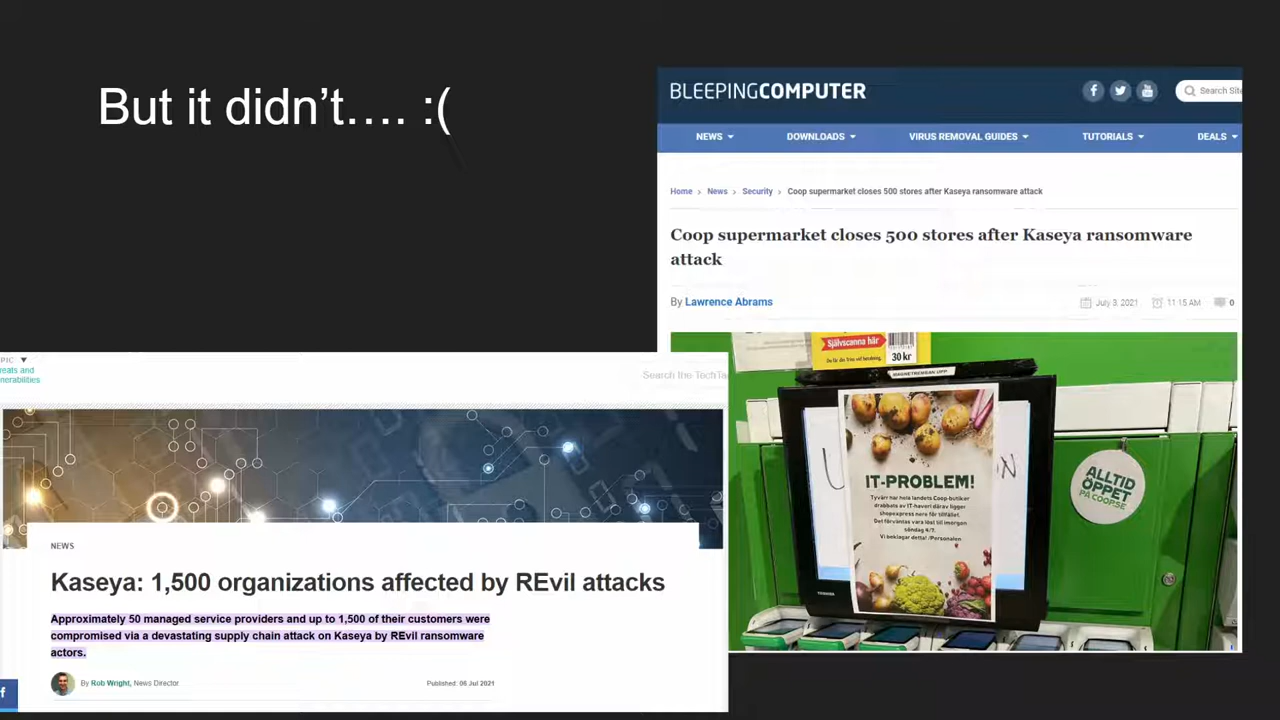 But it didn’t…. :(
BLEEPINGCOMPUTER
Search Site
NEWS
DOWNLOADS
VIRUS REMOVAL GUIDES
TUTORIALS
DEALS
Home > News > Security > Coop supermarket closes 500 stores after Kaseya ransomware attack
Coop supermarket closes 500 stores after Kaseya ransomware
attack
By Lawrence Abrams
July 3, 2021
11:15 AM
0
Självscanna här
30 kr
MAGNETREMSAN UPP
IT-PROBLEM!
Tyvärr har hela landets Coop-butiker
drabbats av IT-haveri därav ligger
shopexpress nere för tillfället.
Det förväntas vara löst till imorgon
söndag 4/7.
Vi beklagar detta! /Personalen
TOSHIBA
ALLTID
ÖPPET
PÅ COOP.SE
PIC
reats and
nerabilities
Search the TechTa
NEWS
Kaseya: 1,500 organizations affected by REvil attacks
Approximately 50 managed service providers and up to 1,500 of their customers were
compromised via a devastating supply chain attack on Kaseya by REvil ransomware
actors.
By Rob Wright, News Director
Published: 06 Jul 2021